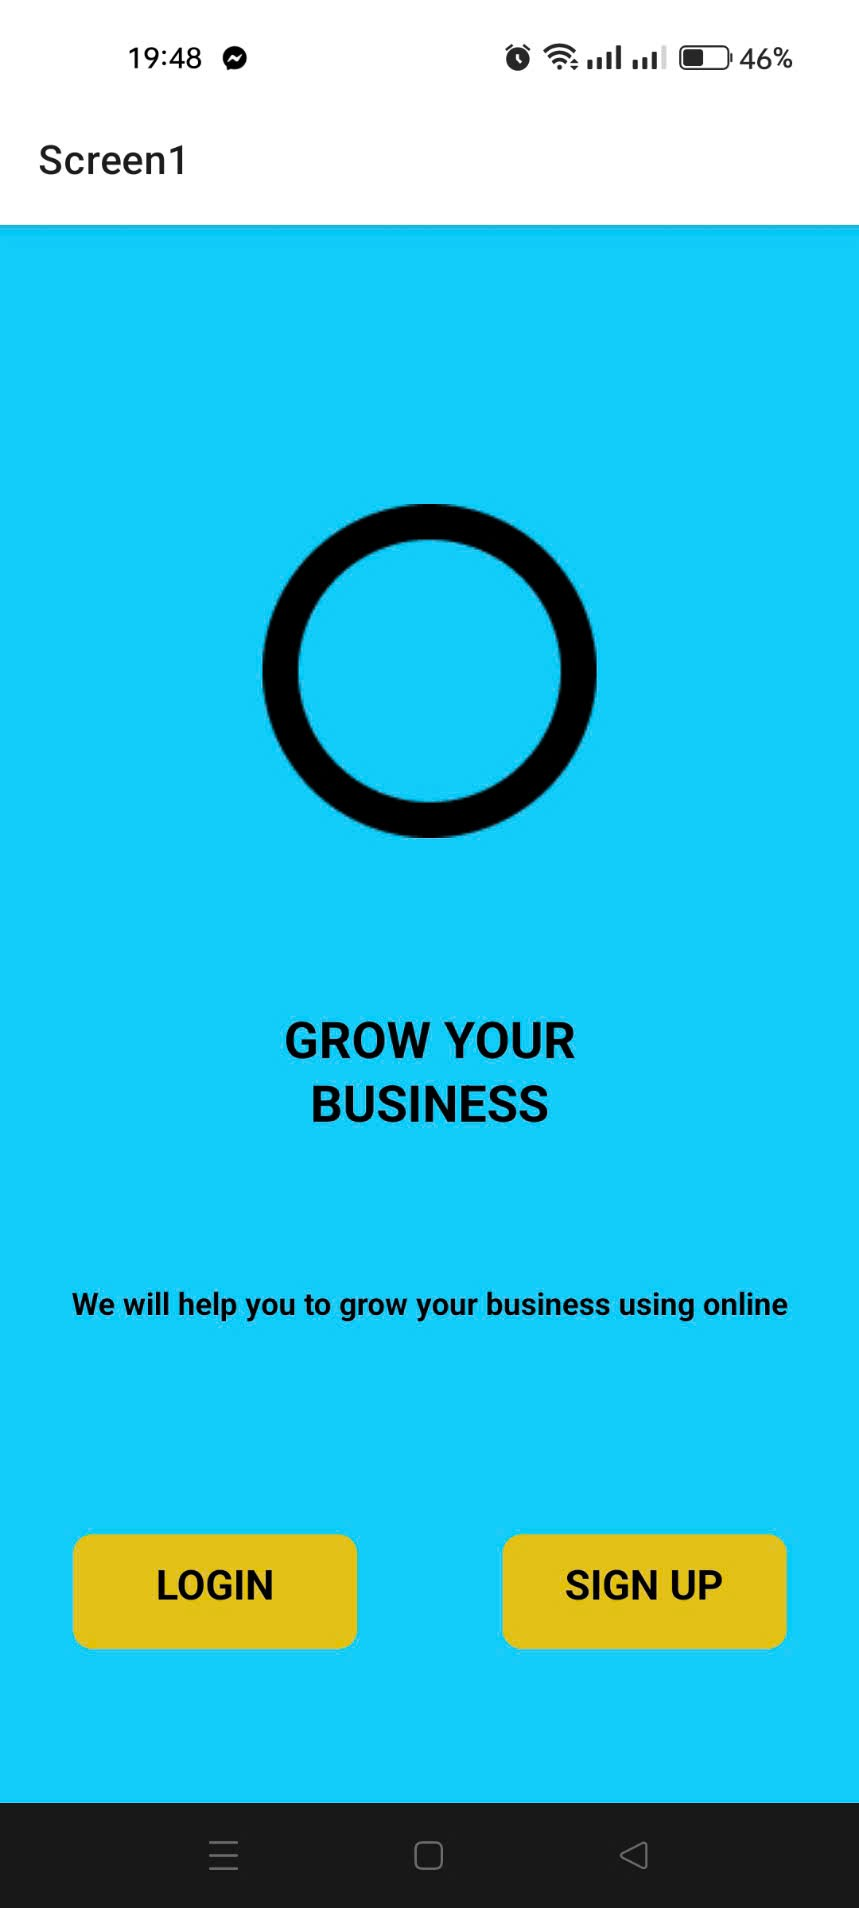 19:48
46%
Screen1
GROW YOUR
BUSINESS
We will help you to grow your business using online
LOGIN
SIGN UP